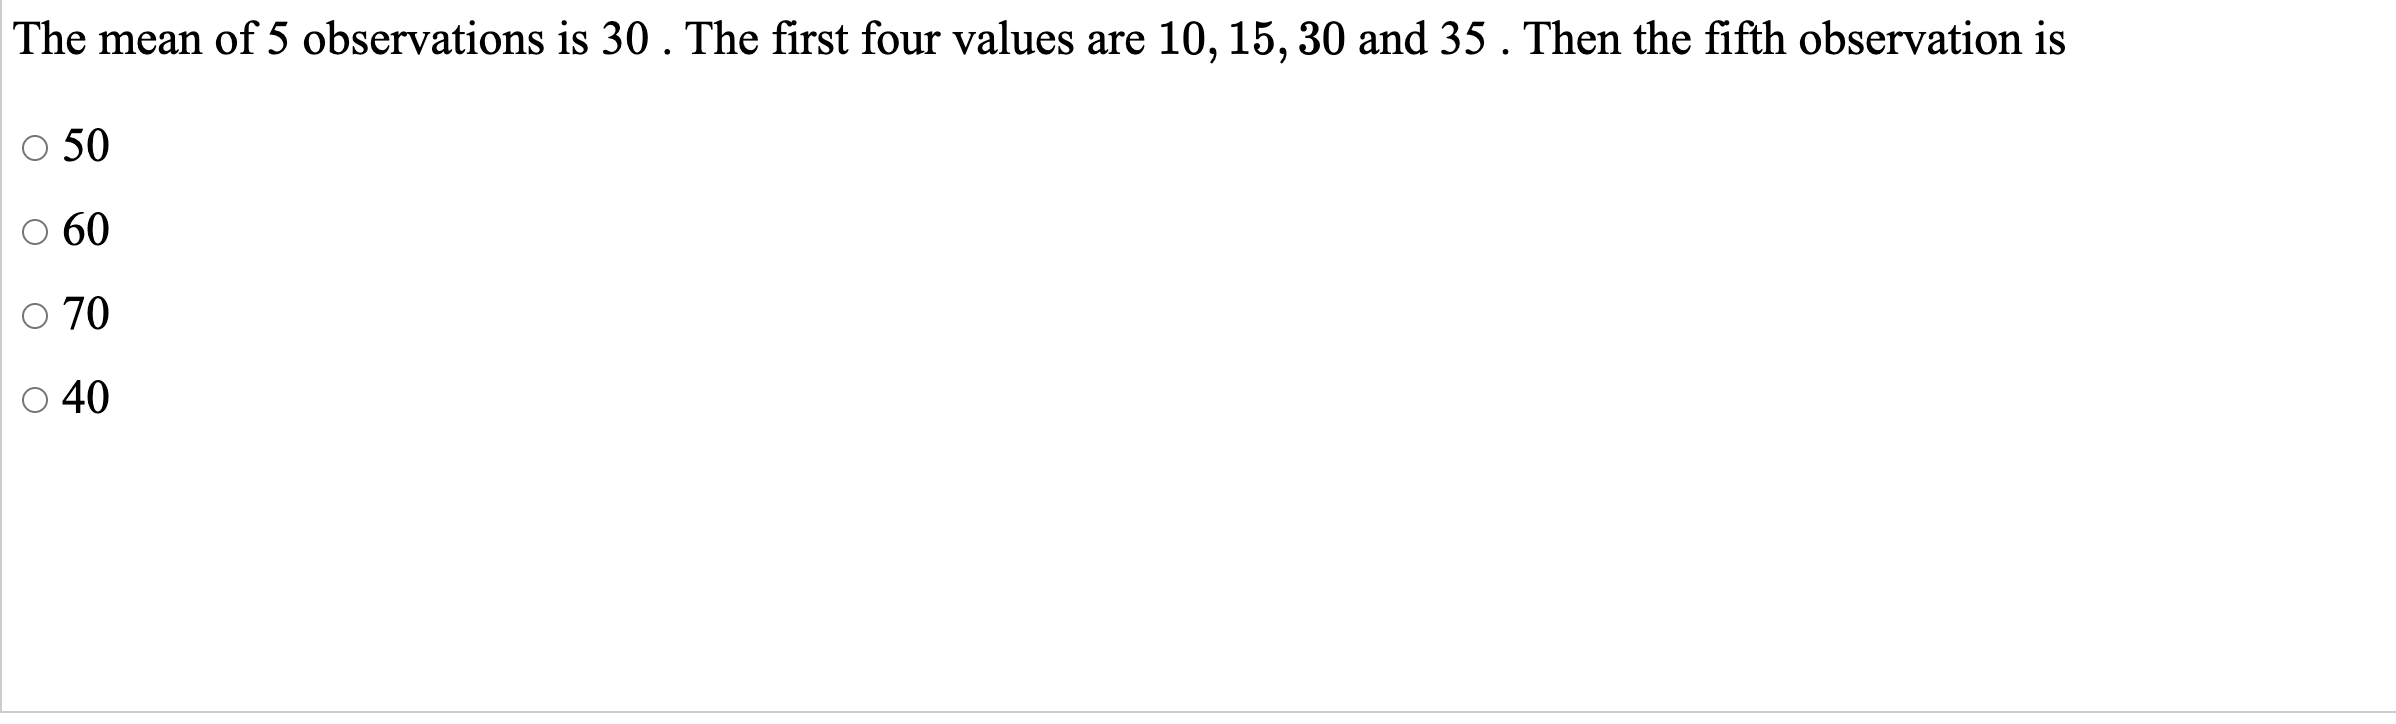 The mean of 5 observations is 30 . The first four values are 10, 15, 30 and 35 . Then the fifth observation is
50
60
70
40